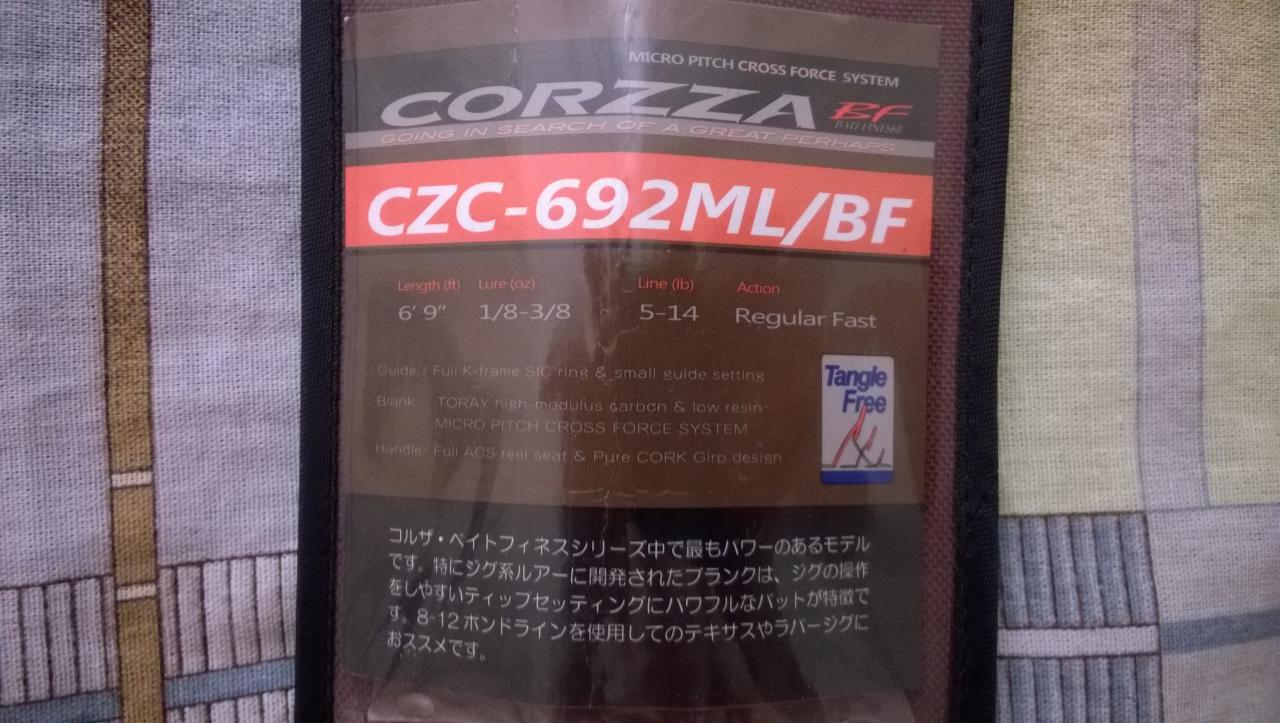 MICRO PITCH CROSS FORCE SYSTEM
CORZZA BF
BAIT FINESSE
GOING IN SEARCH OF A GREAT PERHAPS
CZC-692ML/BF
Length (ft) Lure (oz) Line (lb) Action
6' 9" 1/8-3/8 5-14 Regular Fast
Guide / Fuji K-frame SIC ring & small guide setting
Blank / TORAY high-modulus carbon & low resin
MICRO PITCH CROSS FORCE SYSTEM
Handle/ Fuji ACS reel seat & Pure CORK Girp design
Tangle
Free
コルザ・ベイトフィネスシリーズ中で最もパワーのあるモデル
です。特にジグ系ルアーに開発されたブランクは、ジグの操作
をしやすいティップセッティングにパワフルなバットが特徴で
す。8-12ポンドラインを使用してのテキサスやラバージグに
おススメです。